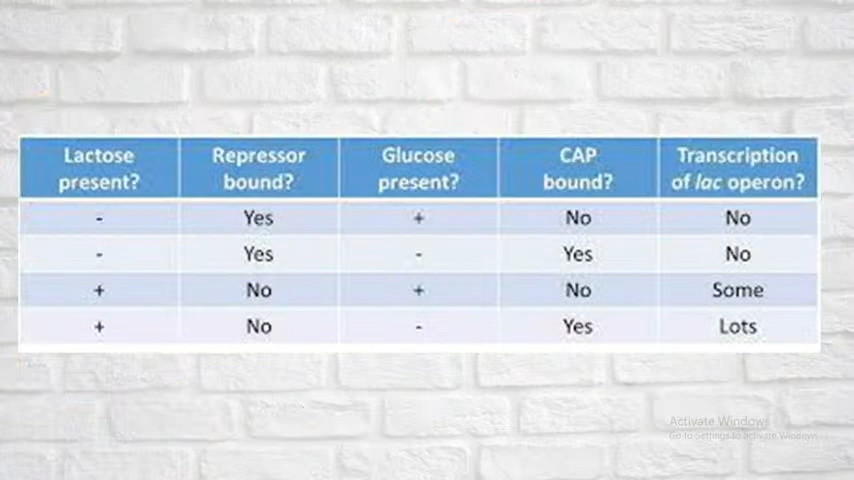 Lactose present? Repressor bound? Glucose present? CAP bound? Transcription of lac operon?
- Yes + No No
- Yes - Yes No
+ No + No Some
+ No - Yes Lots
Activate Windows
Go to Settings to activate Windows.